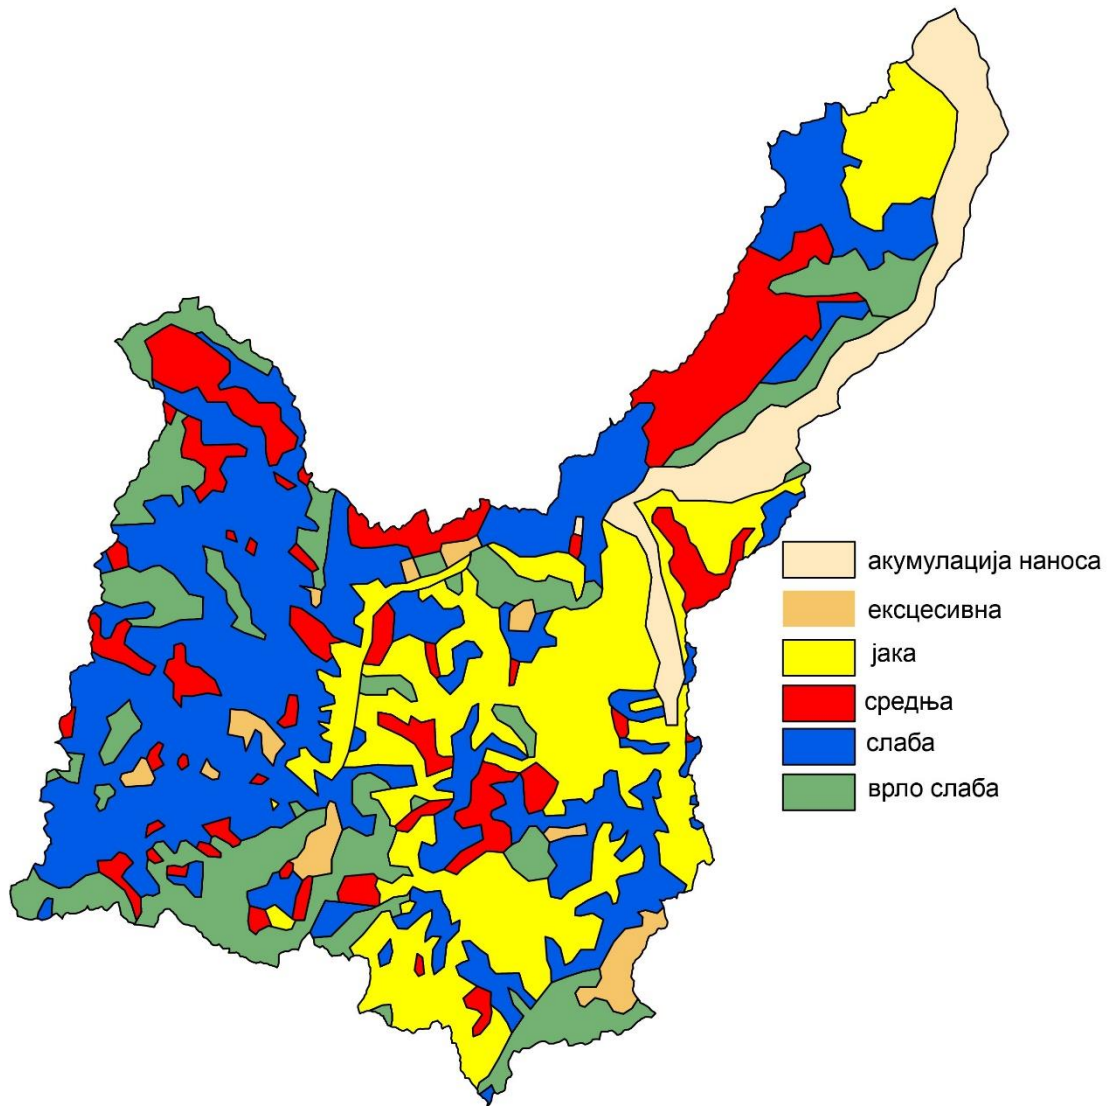 акумулација наноса
ексцесивна
јака
средња
слаба
врло слаба